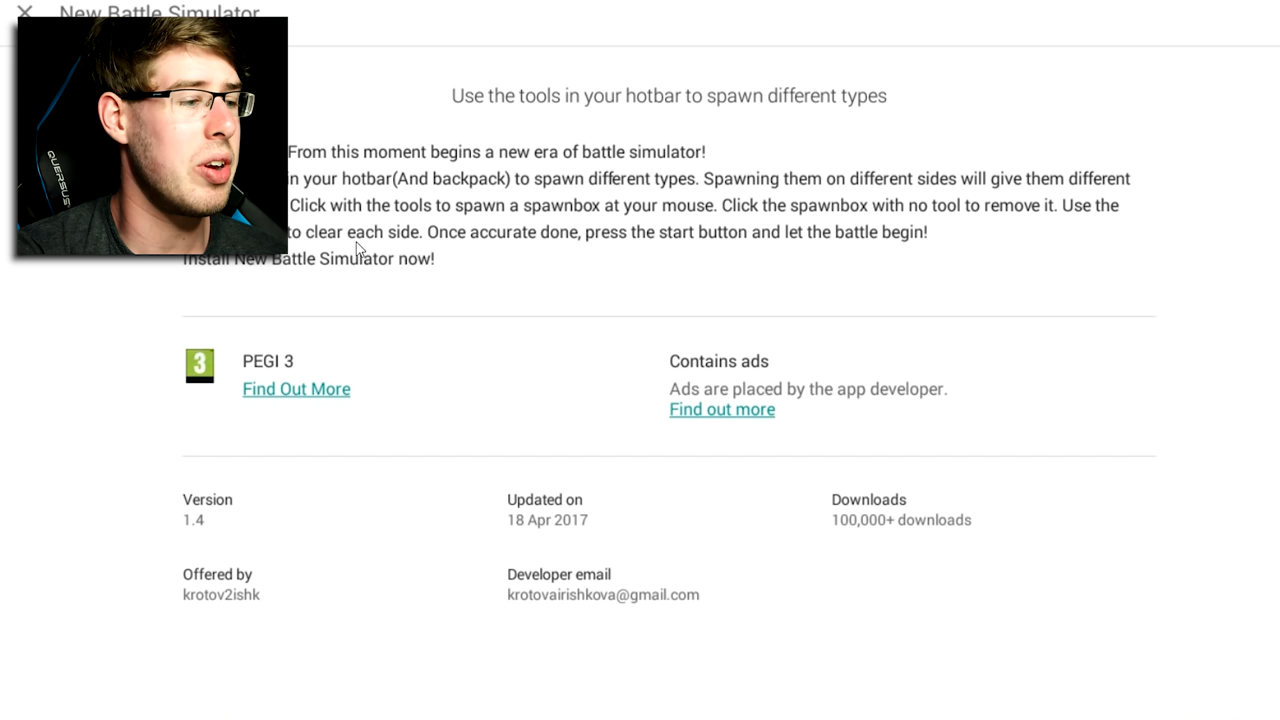 New Battle Simulator
Use the tools in your hotbar to spawn different types
From this moment begins a new era of battle simulator!
in your hotbar(And backpack) to spawn different types. Spawning them on different sides will give them different
Click with the tools to spawn a spawnbox at your mouse. Click the spawnbox with no tool to remove it. Use the
to clear each side. Once accurate done, press the start button and let the battle begin!
Install New Battle Simulator now!
QUERSUS
3
PEGI 3
Find Out More
Contains ads
Ads are placed by the app developer.
Find out more
Version
1.4
Updated on
18 Apr 2017
Downloads
100,000+ downloads
Offered by
krotov2ishk
Developer email
krotovairishkova@gmail.com